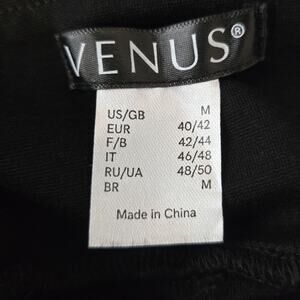 VENUS®
US/GB M
EUR 40/42
F/B 42/44
IT 46/48
RU/UA 48/50
BR M
Made in China